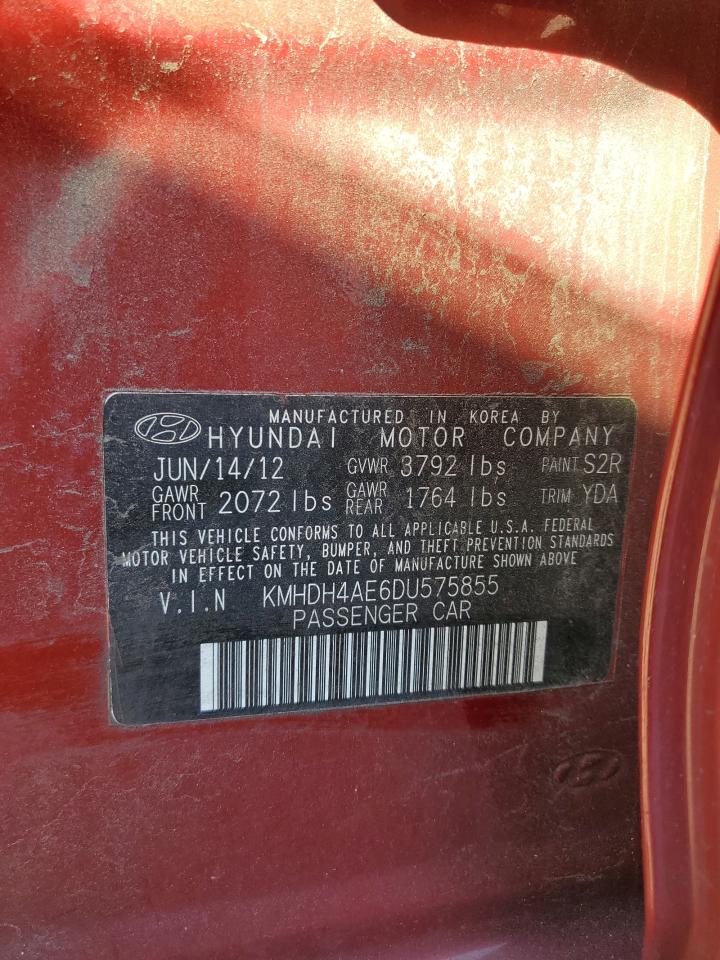 MANUFACTURED IN KOREA BY
HYUNDAI MOTOR COMPANY
JUN/14/12 GVWR 3792 lbs PAINT S2R
GAWR FRONT 2072 lbs GAWR REAR 1764 lbs TRIM YDA
THIS VEHICLE CONFORMS TO ALL APPLICABLE U.S.A. FEDERAL
MOTOR VEHICLE SAFETY, BUMPER, AND THEFT PREVENTION STANDARDS
IN EFFECT ON THE DATE OF MANUFACTURE SHOWN ABOVE
V.I.N KMHDH4AE6DU575855
PASSENGER CAR